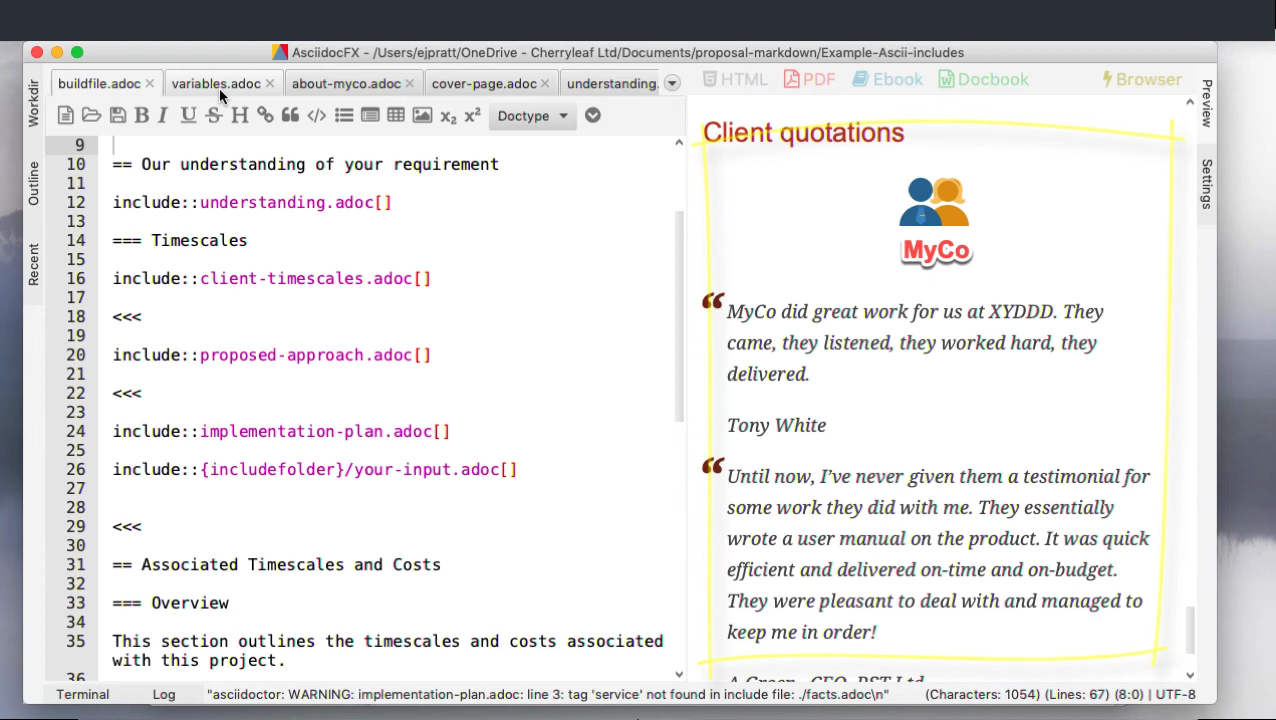 AsciidocFX - /Users/ejpratt/OneDrive - Cherryleaf Ltd/Documents/proposal-markdown/Example-Ascii-includes
Workdir
Outline
Recent
buildfile.adoc
variables.adoc
about-myco.adoc
cover-page.adoc
understanding.
HTML
PDF
Ebook
Docbook
Browser
B I U S H </> x₂ x² Doctype
9
10 == Our understanding of your requirement
11
12 include::understanding.adoc[]
13
14 === Timescales
15
16 include::client-timescales.adoc[]
17
18 <<<
19
20 include::proposed-approach.adoc[]
21
22 <<<
23
24 include::implementation-plan.adoc[]
25
26 include::{includefolder}/your-input.adoc[]
27
28
29 <<<
30
31 == Associated Timescales and Costs
32
33 === Overview
34
35 This section outlines the timescales and costs associated
with this project.
36
Client quotations
MyCo
“ MyCo did great work for us at XYDDD. They
came, they listened, they worked hard, they
delivered.
Tony White
“ Until now, I’ve never given them a testimonial for
some work they did with me. They essentially
wrote a user manual on the product. It was quick
efficient and delivered on-time and on-budget.
They were pleasant to deal with and managed to
keep me in order!
A Green, CEO, PST Ltd
Preview
Settings
Terminal
Log
"asciidoctor: WARNING: implementation-plan.adoc: line 3: tag 'service' not found in include file: ./facts.adoc\n"
(Characters: 1054) (Lines: 67) (8:0) | UTF-8